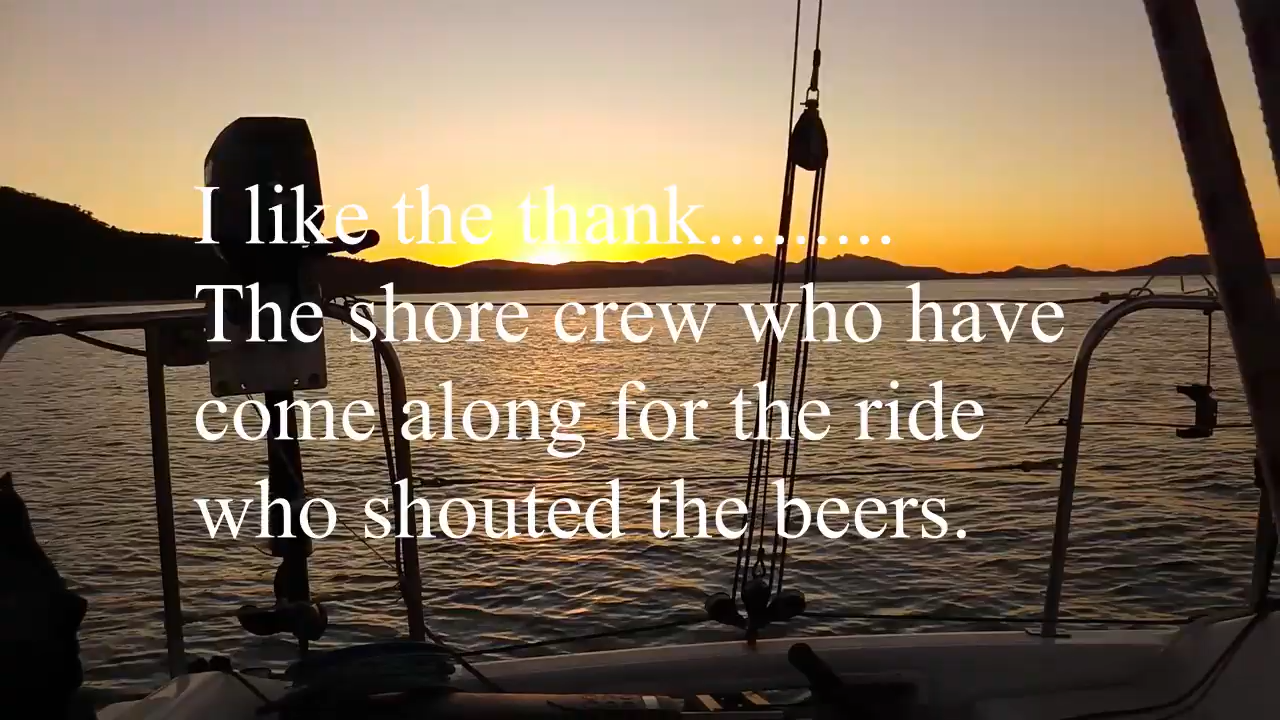 I like the thank.........
The shore crew who have
come along for the ride
who shouted the beers.